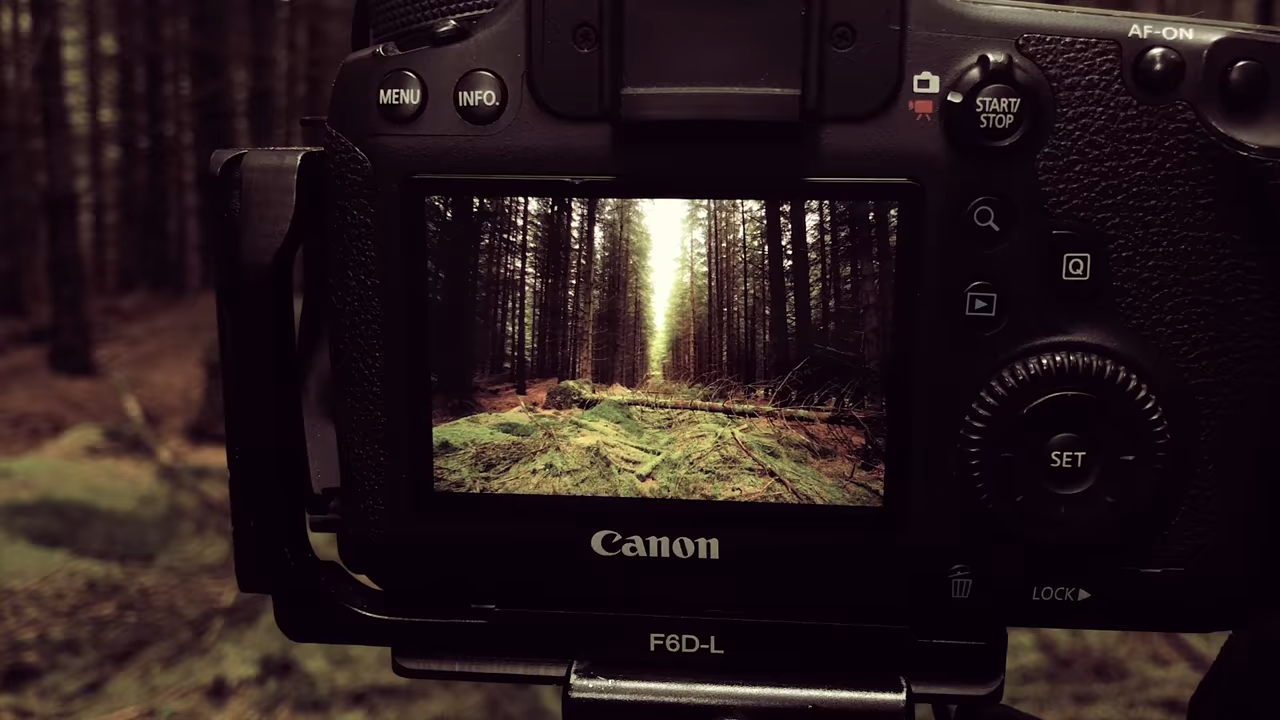 AF-ON
MENU
INFO.
START/
STOP
Q
SET
Canon
LOCK
F6D-L